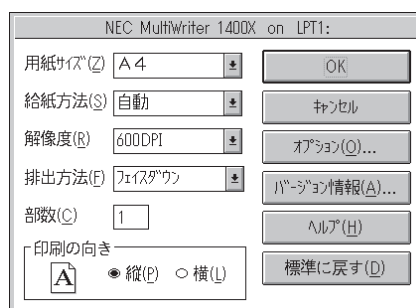 NEC MultiWriter 1400X on LPT1:
用紙ｻｲｽﾞ(Z) A4
給紙方法(S) 自動
解像度(R) 600DPI
排出方法(F) ﾌｪｲｽﾀﾞｳﾝ
部数(C) 1
印刷の向き
A 縦(P) 横(L)
OK
ｷｬﾝｾﾙ
ｵﾌﾟｼｮﾝ(O)...
ﾊﾞｰｼﾞｮﾝ情報(A)...
ﾍﾙﾌﾟ(H)
標準に戻す(D)